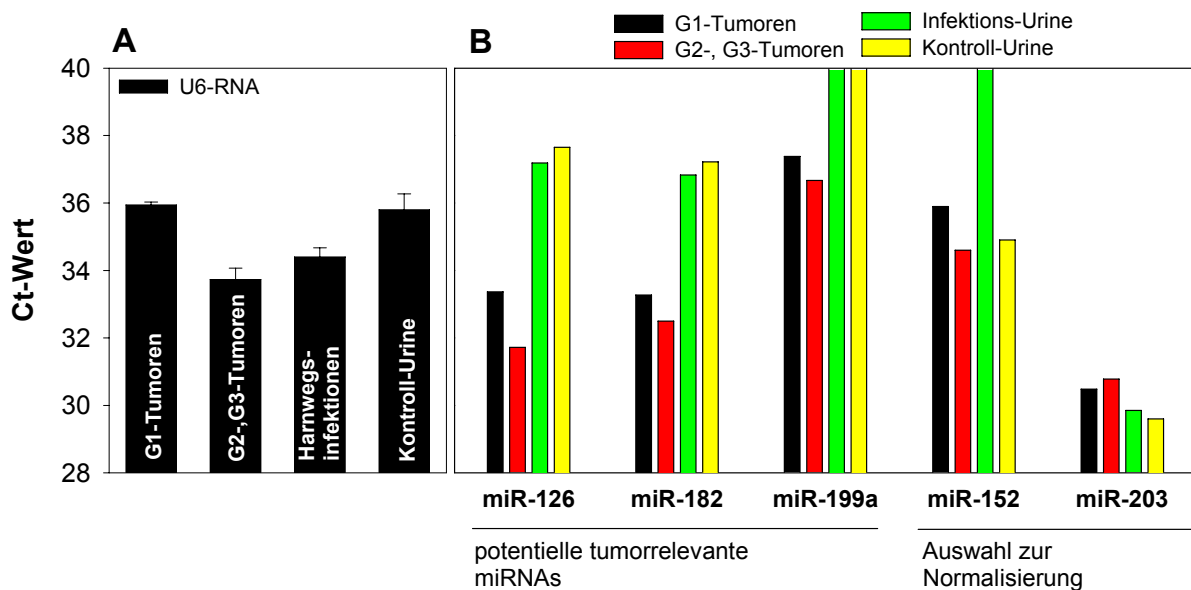 A
B
G1-Tumoren
G2-, G3-Tumoren
Infektions-Urine
Kontroll-Urine
Ct-Wert
40
38
36
34
32
30
28
U6-RNA
G1-Tumoren
G2-,G3-Tumoren
Harnwegs-
infektionen
Kontroll-Urine
miR-126
miR-182
miR-199a
miR-152
miR-203
potentielle tumorrelevante
miRNAs
Auswahl zur
Normalisierung